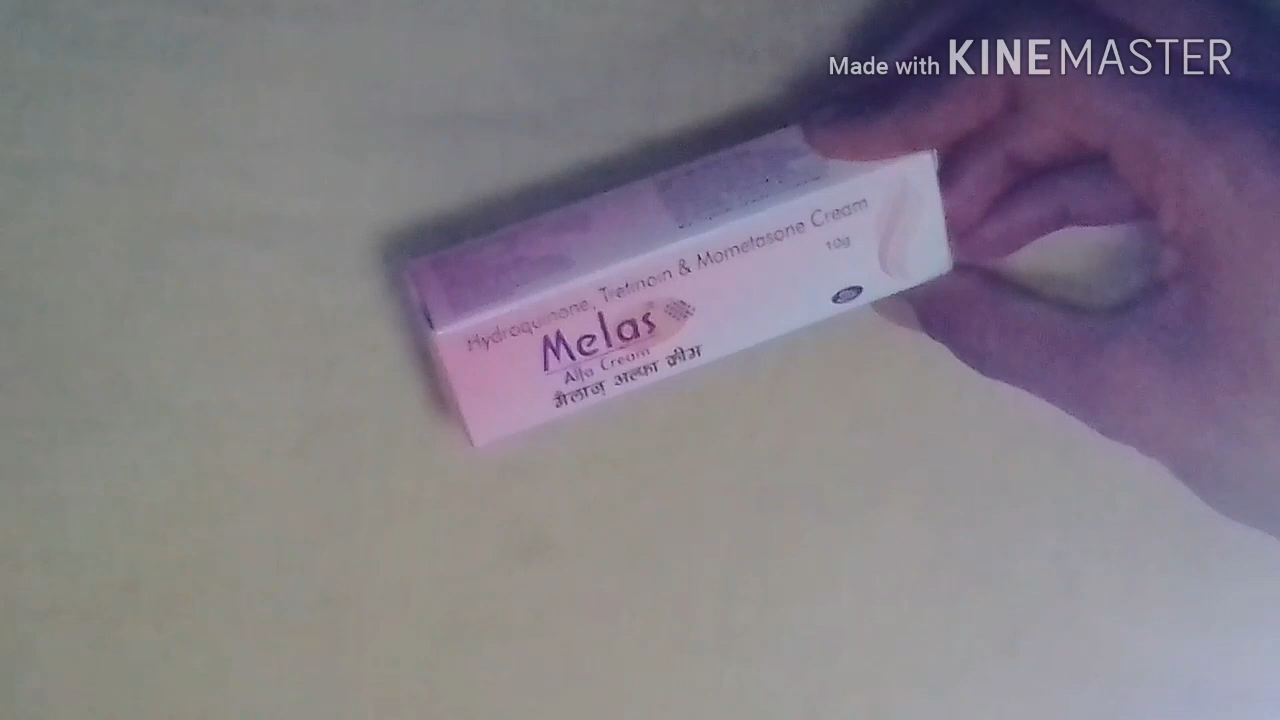 Made with KINEMASTER
Hydroquinone, Tretinoin & Mometasone Cream
10g
Melas
Alfa Cream
मैलाज़ अल्फा क्रीम